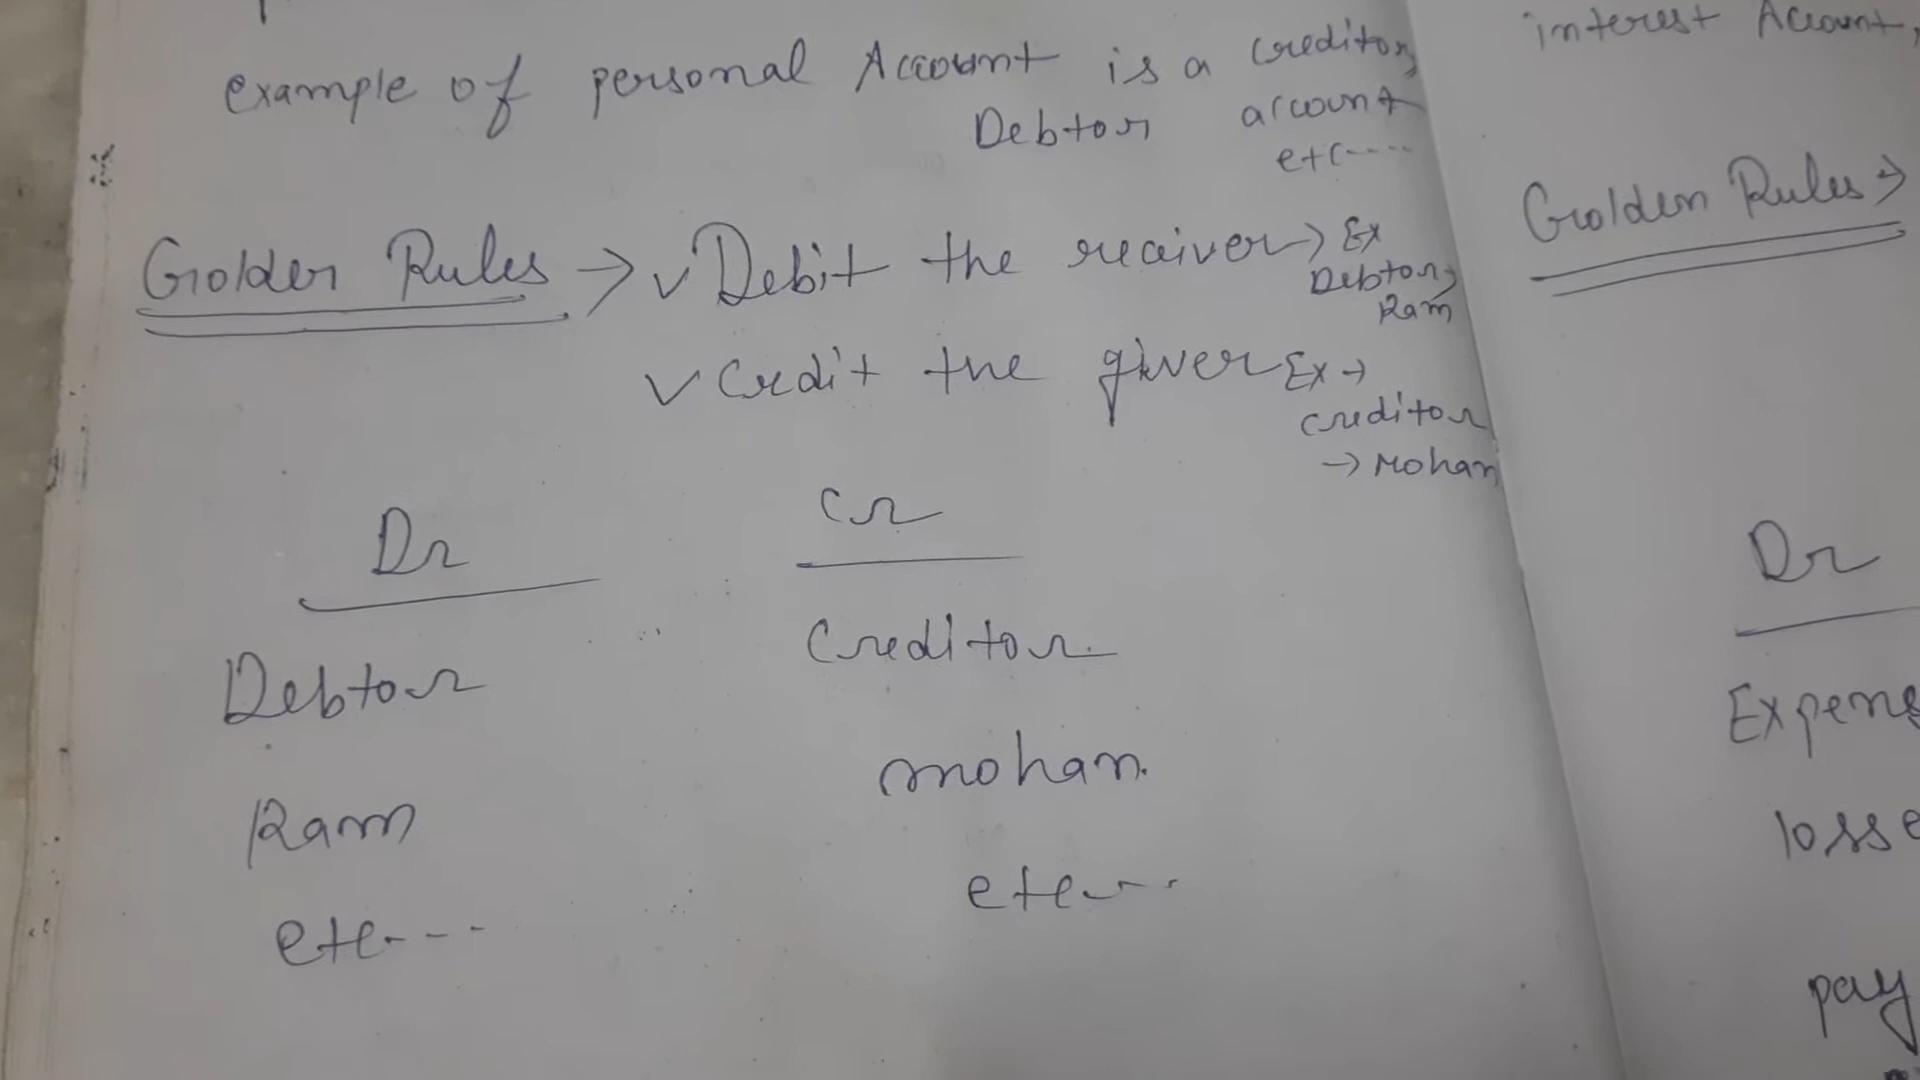 example of personal Account is a creditor,
Debtor account
etc----
Golden Rules → ✓ Debit the receiver → Ex
Debtor,
Ram
✓ Credit the giver Ex →
creditor
→ Mohan
Dr Cr
Debtor Creditor.
Ram mohan.
etc---- etc---
interest Account,
Golden Rules →
Dr
Expens
losse
pay